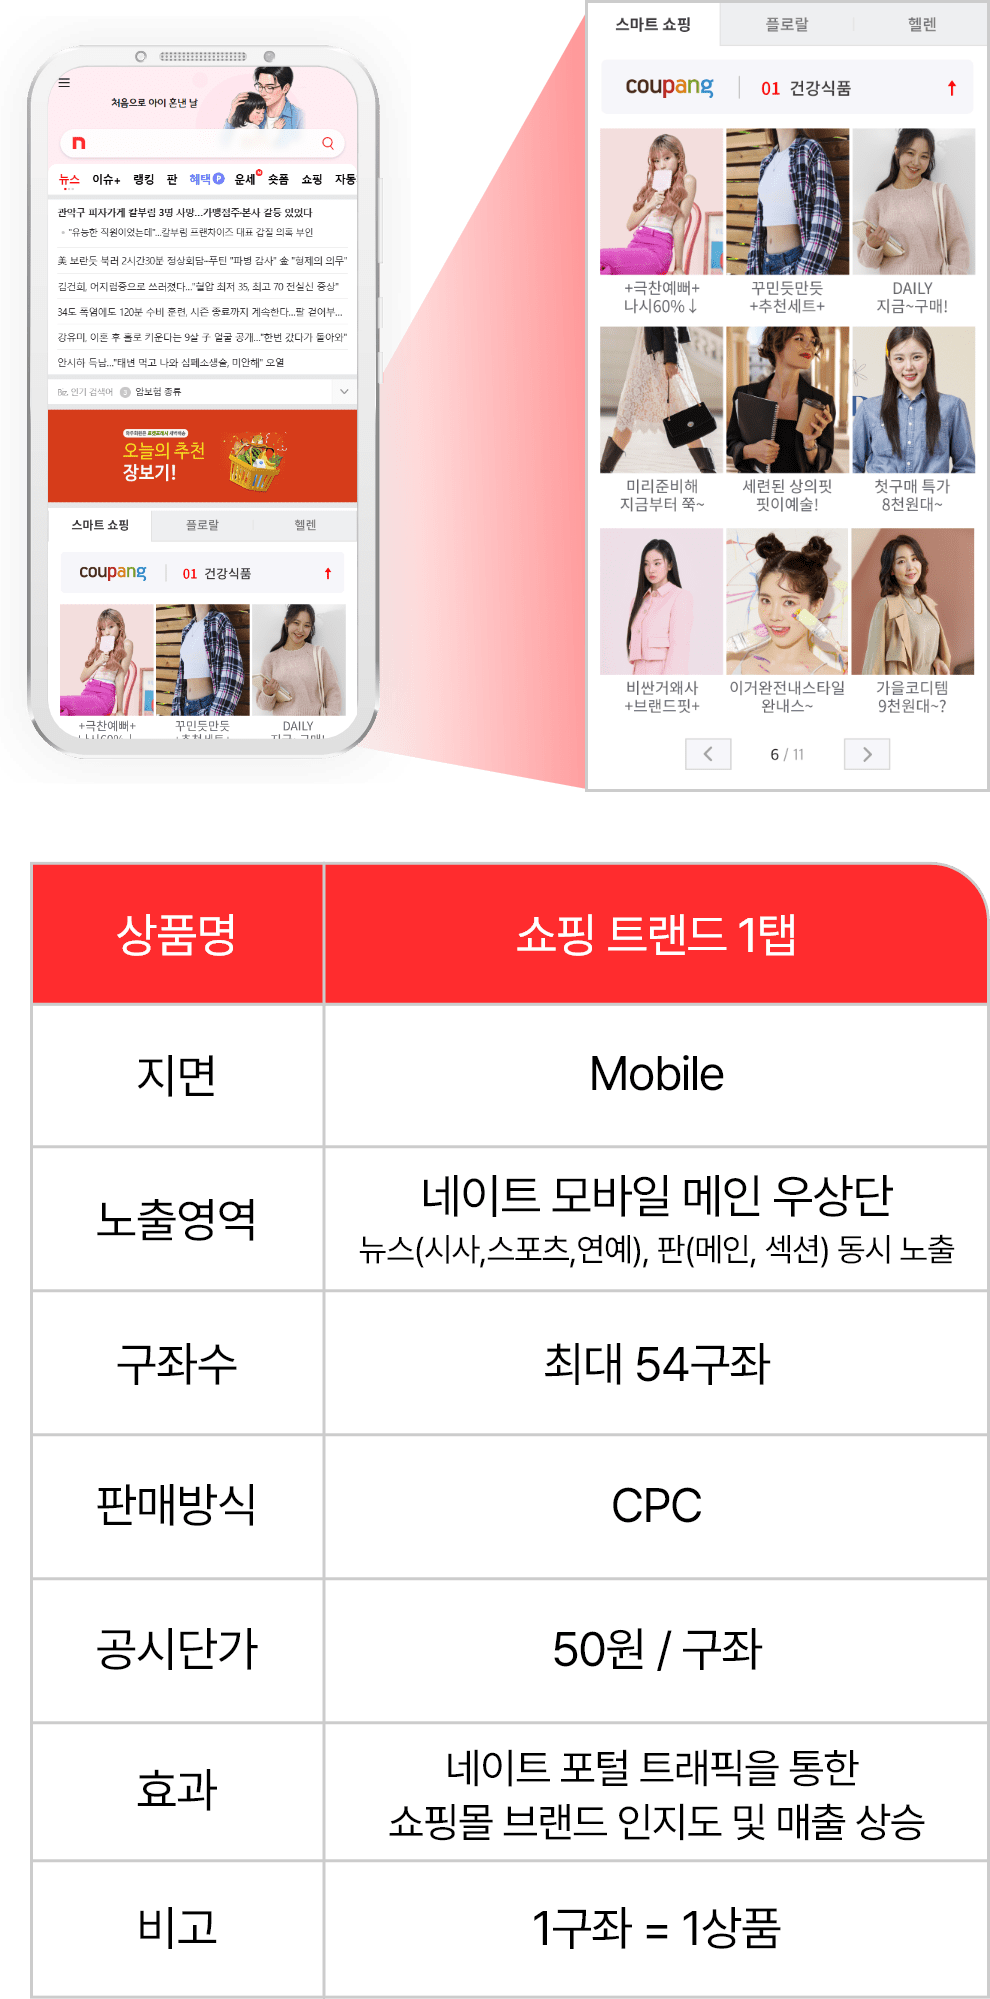 처음으로 아이 혼낸 날
n
뉴스 이슈+ 랭킹 판 혜택 P 운세 숏폼 쇼핑 자동
관악구 피자가게 칼부림 3명 사망...가맹점주·본사 갈등 있었다
"유능한 직원이었는데"...칼부림 프랜차이즈 대표 갑질 의혹 부인
美 보란듯 북러 2시간30분 정상회담-푸틴 "파병 감사" 金 "형제의 의무"
김건희, 어지럼증으로 쓰러졌다..."혈압 최저 35, 최고 70 전실신 증상"
34도 폭염에도 120분 수비 훈련, 시즌 종료까지 계속한다...팔 걷어부...
강유미, 이혼 후 홀로 키운다는 9살 子 얼굴 공개..."한번 갔다가 돌아와"
안시하 득남..."태변 먹고 나와 심폐소생술, 미안해" 오열
Biz. 인기 검색어 3 암보험 종류
오늘의 추천
장보기!
스마트 쇼핑 플로랄 헬렌
coupang 01 건강식품 ↑
+극찬예뻐+ 꾸민듯만듯 DAILY
나시60%↓ +추천세트+ 지금~구매!
스마트 쇼핑 플로랄 헬렌
coupang 01 건강식품 ↑
+극찬예뻐+ 꾸민듯만듯 DAILY
나시60%↓ +추천세트+ 지금~구매!
미리준비해 세련된 상의핏 첫구매 특가
지금부터 쭉~ 핏이예술! 8천원대~
비싼거왜사 이거완전내스타일 가을코디템
+브랜드핏+ 완내스~ 9천원대~?
6 / 11
상품명 쇼핑 트랜드 1탭
지면 Mobile
노출영역 네이트 모바일 메인 우상단
뉴스(시사,스포츠,연예), 판(메인, 섹션) 동시 노출
구좌수 최대 54구좌
판매방식 CPC
공시단가 50원 / 구좌
효과 네이트 포털 트래픽을 통한
쇼핑몰 브랜드 인지도 및 매출 상승
비고 1구좌 = 1상품